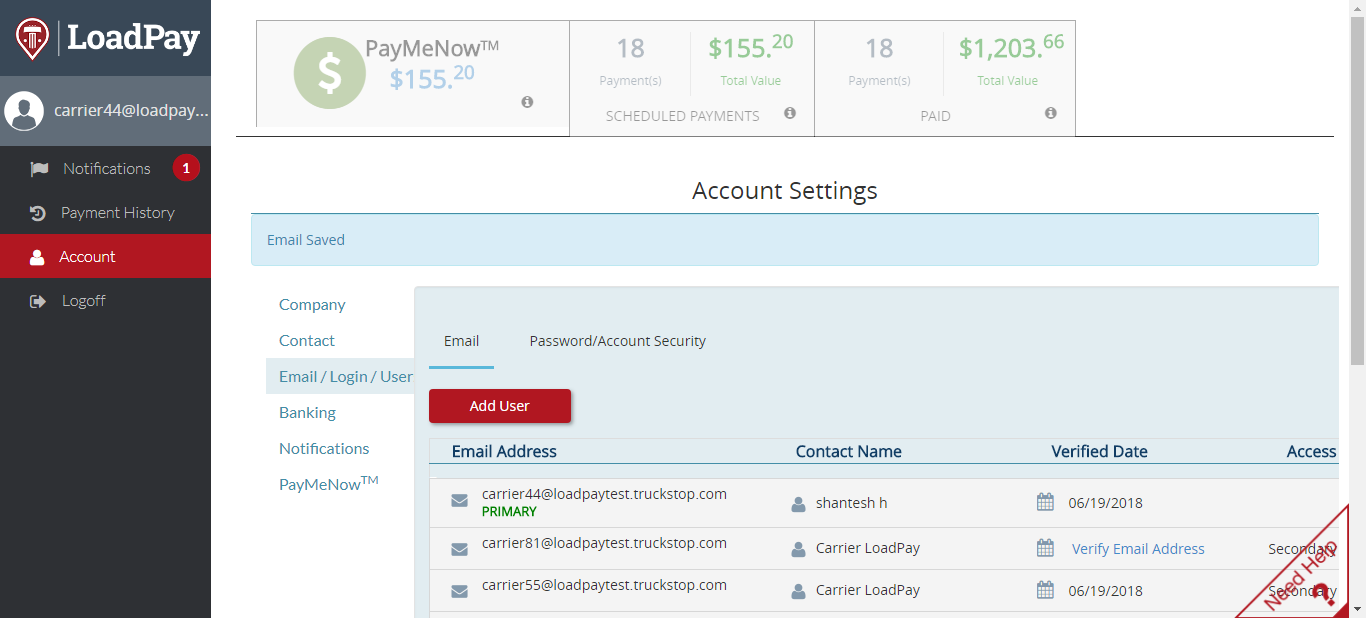 LoadPay
carrier44@loadpay...
Notifications 1
Payment History
Account
Logoff
PayMeNow™
$155.20
18 $155.20
Payment(s) Total Value
SCHEDULED PAYMENTS
18 $1,203.66
Payment(s) Total Value
PAID
Account Settings
Email Saved
Company
Contact
Email / Login / User
Banking
Notifications
PayMeNow™
Email Password/Account Security
Add User
Email Address Contact Name Verified Date Access
carrier44@loadpaytest.truckstop.com shantesh h 06/19/2018
PRIMARY
carrier81@loadpaytest.truckstop.com Carrier LoadPay Verify Email Address Secondary
carrier55@loadpaytest.truckstop.com Carrier LoadPay 06/19/2018 Secondary
Need Help
?